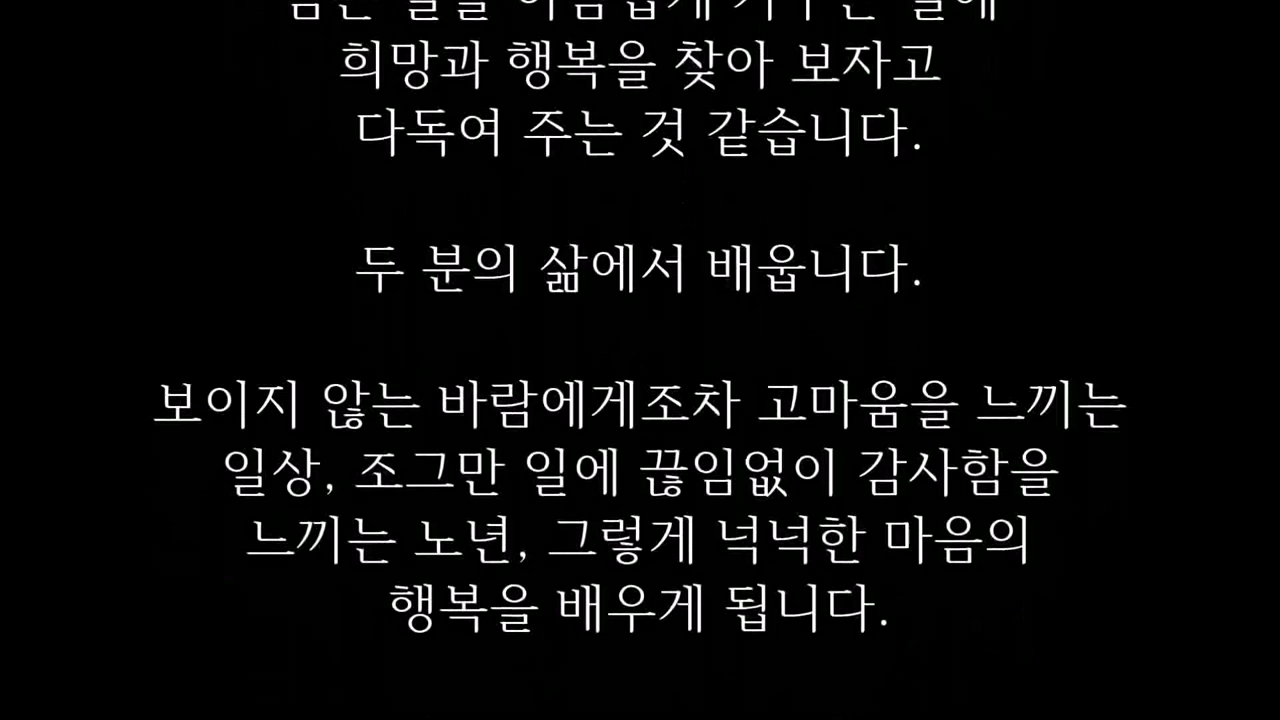 희망과 행복을 찾아 보자고
다독여 주는 것 같습니다.
두 분의 삶에서 배웁니다.
보이지 않는 바람에게조차 고마움을 느끼는
일상, 조그만 일에 끊임없이 감사함을
느끼는 노년, 그렇게 넉넉한 마음의
행복을 배우게 됩니다.